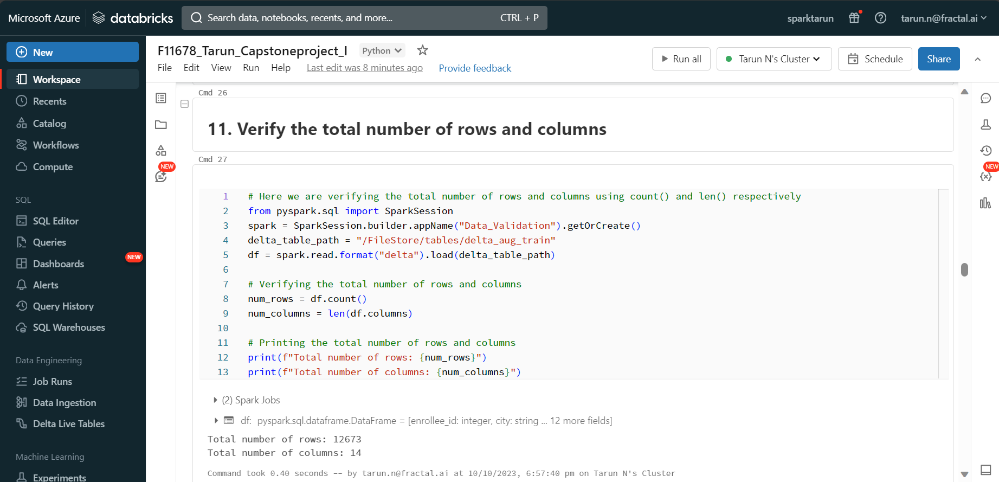 Microsoft Azure
databricks
Search data, notebooks, recents, and more...
CTRL + P
sparktarun
tarun.n@fractal.ai
New
Workspace
Recents
Catalog
Workflows
Compute
SQL
SQL Editor
Queries
Dashboards
NEW
Alerts
Query History
SQL Warehouses
Data Engineering
Job Runs
Data Ingestion
Delta Live Tables
Machine Learning
Experiments
F11678_Tarun_Capstoneproject_I
Python
File Edit View Run Help Last edit was 8 minutes ago Provide feedback
Run all
Tarun N's Cluster
Schedule
Share
NEW
NEW
Cmd 26
11. Verify the total number of rows and columns
Cmd 27
1 # Here we are verifying the total number of rows and columns using count() and len() respectively
2 from pyspark.sql import SparkSession
3 spark = SparkSession.builder.appName("Data_Validation").getOrCreate()
4 delta_table_path = "/FileStore/tables/delta_aug_train"
5 df = spark.read.format("delta").load(delta_table_path)
6
7 # Verifying the total number of rows and columns
8 num_rows = df.count()
9 num_columns = len(df.columns)
10
11 # Printing the total number of rows and columns
12 print(f"Total number of rows: {num_rows}")
13 print(f"Total number of columns: {num_columns}")
(2) Spark Jobs
df: pyspark.sql.dataframe.DataFrame = [enrollee_id: integer, city: string ... 12 more fields]
Total number of rows: 12673
Total number of columns: 14
Command took 0.40 seconds -- by tarun.n@fractal.ai at 10/10/2023, 6:57:40 pm on Tarun N's Cluster